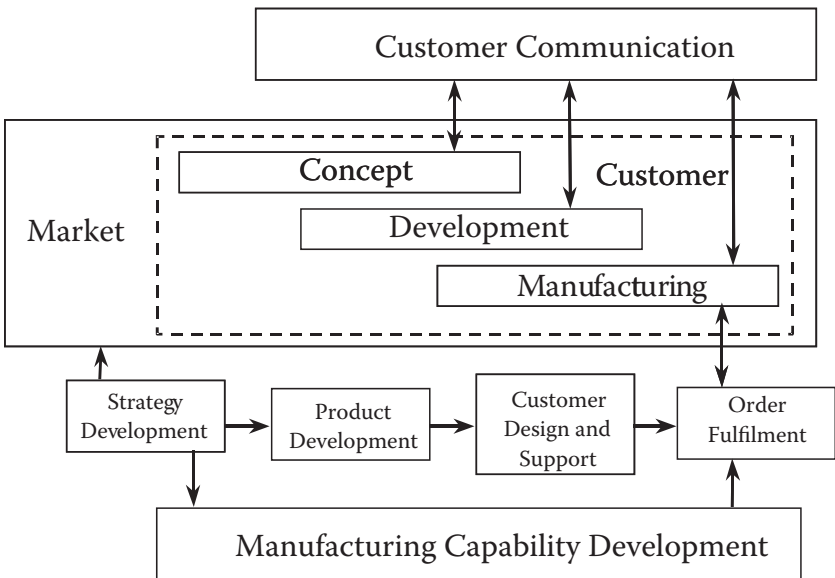 Customer Communication
Concept
Customer
Development
Market
Manufacturing
Strategy
Development
Product
Development
Customer
Design and
Support
Order
Fulfilment
Manufacturing Capability Development